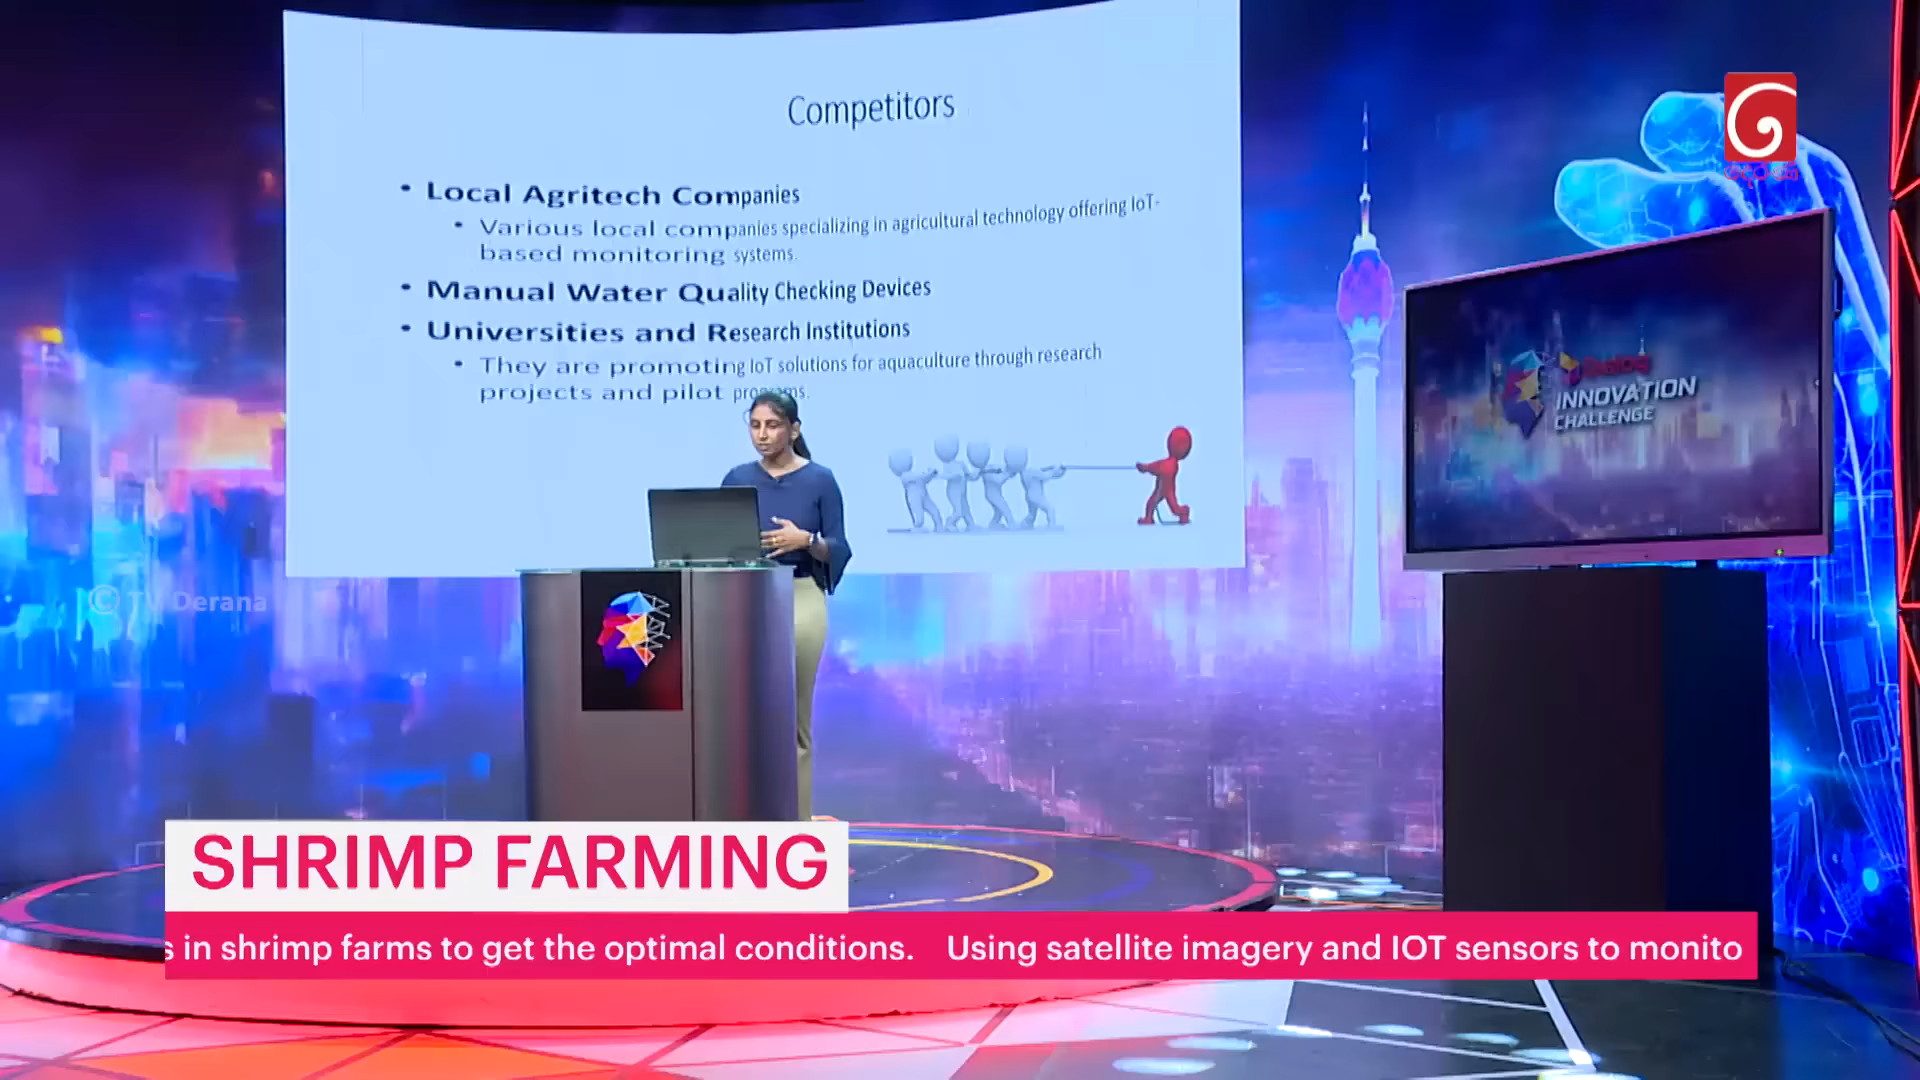 Competitors
• Local Agritech Companies
• Various local companies specializing in agricultural technology offering IoT-
based monitoring systems.
• Manual Water Quality Checking Devices
• Universities and Research Institutions
• They are promoting IoT solutions for aquaculture through research
projects and pilot programs.
Dialog
INNOVATION
CHALLENGE
© TV Derana
SHRIMP FARMING
s in shrimp farms to get the optimal conditions. Using satellite imagery and IOT sensors to monito